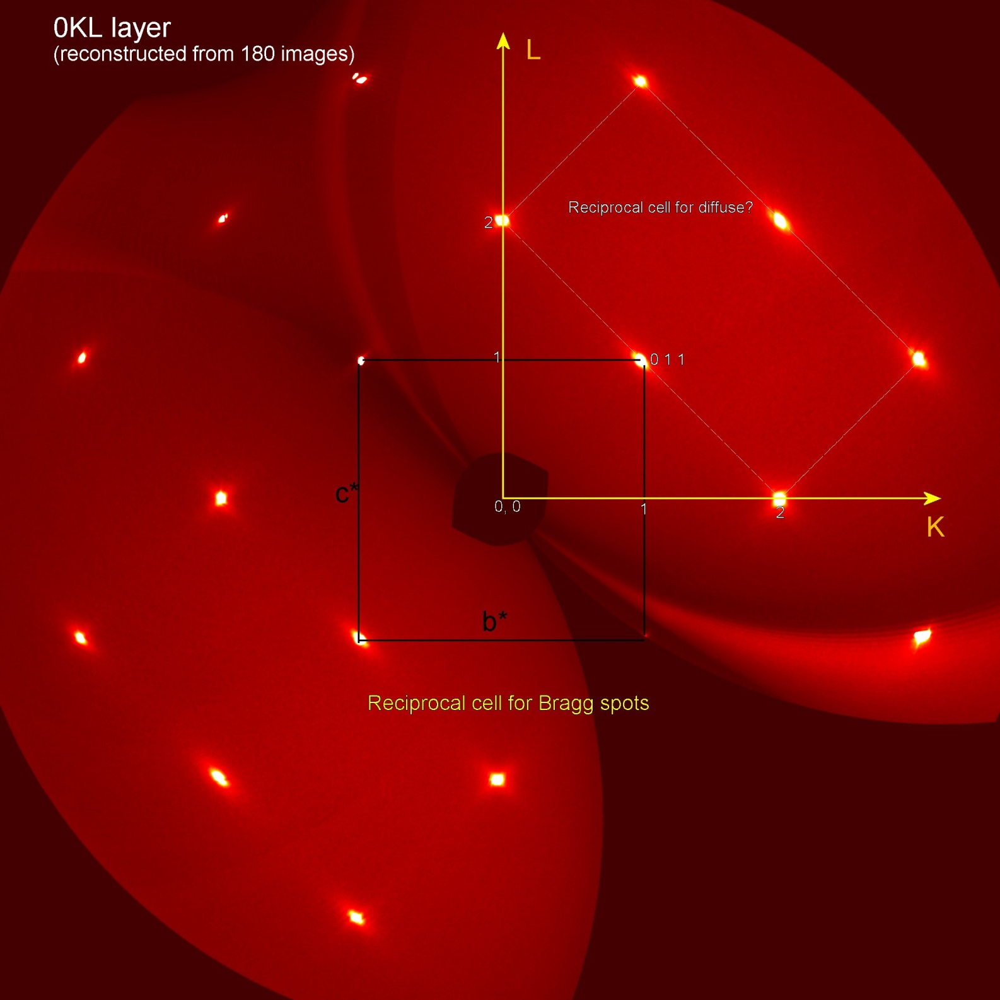 0KL layer
(reconstructed from 180 images)
L
Reciprocal cell for diffuse?
2
1
0 1 1
c*
0, 0
1
2
K
b*
Reciprocal cell for Bragg spots